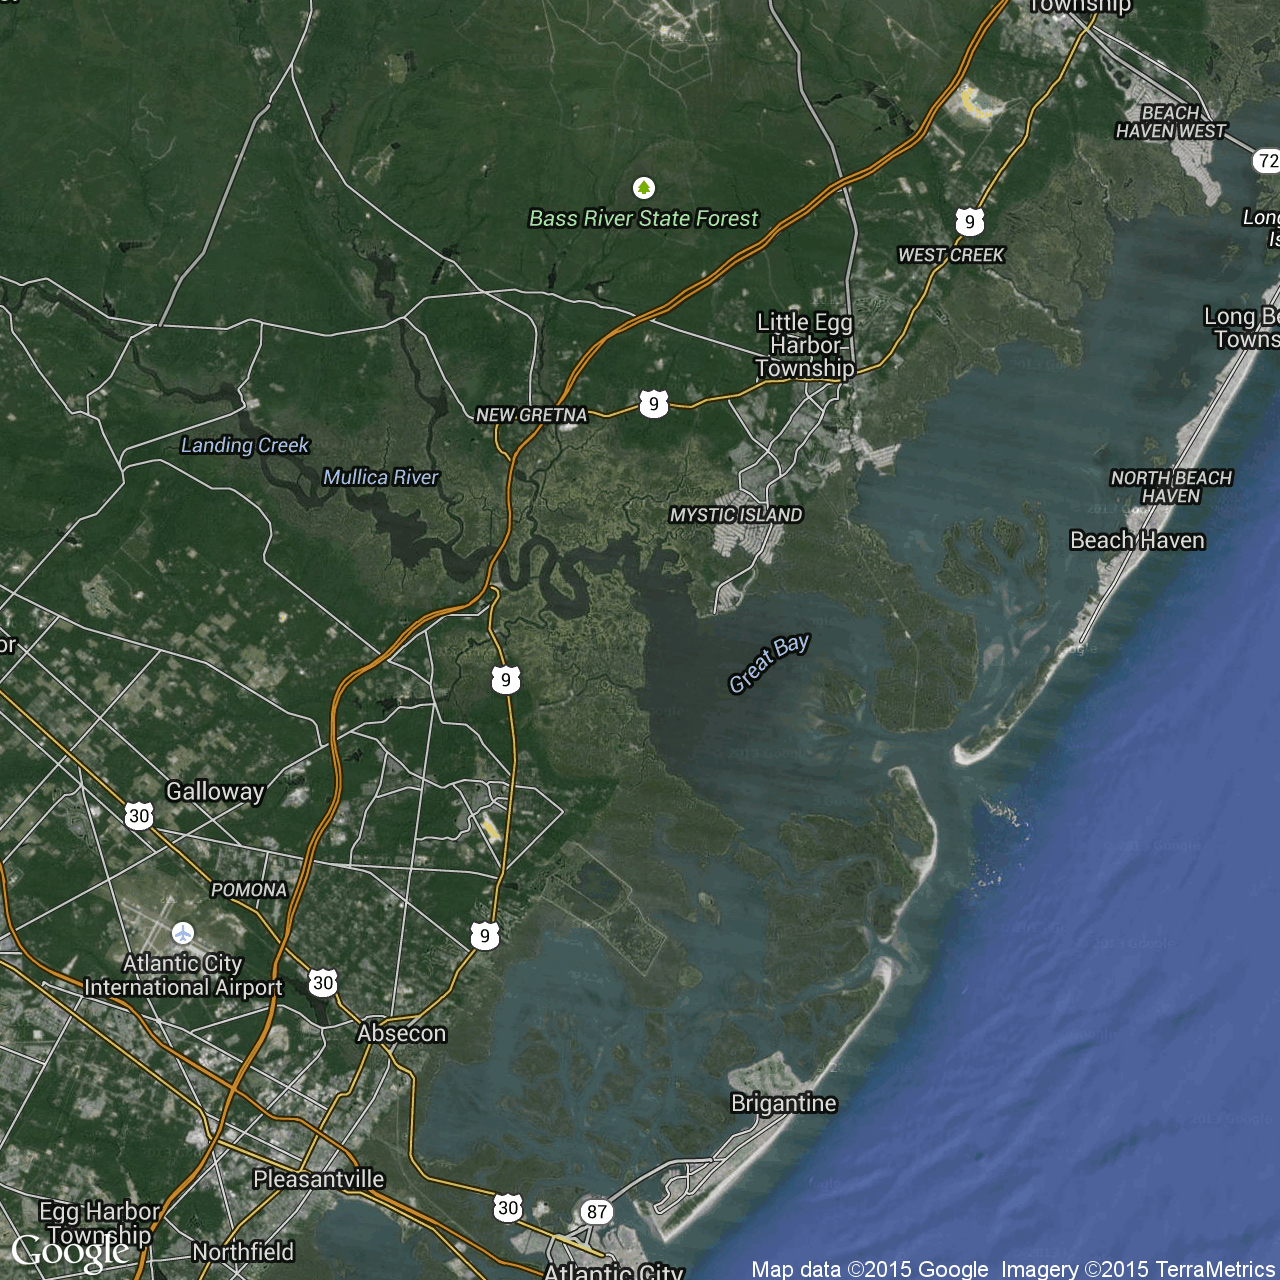 Township
BEACH
HAVEN WEST
72
Bass River State Forest
9
WEST CREEK
Long Be
Towns
Little Egg
Harbor
Township
9
NEW GRETNA
Landing Creek
Mullica River
NORTH BEACH
HAVEN
MYSTIC ISLAND
Beach Haven
Great Bay
9
Galloway
30
POMONA
9
Atlantic City
International Airport
30
Absecon
Brigantine
Pleasantville
30
87
Egg Harbor
Township
Northfield
Google
Atlantic City
Map data ©2015 Google Imagery ©2015 TerraMetrics